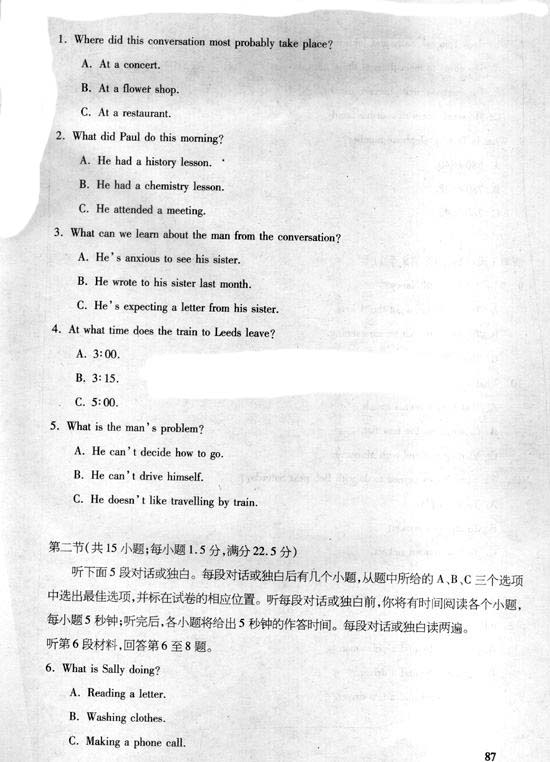 1. Where did this conversation most probably take place?
A. At a concert.
B. At a flower shop.
C. At a restaurant.
2. What did Paul do this morning?
A. He had a history lesson.
B. He had a chemistry lesson.
C. He attended a meeting.
3. What can we learn about the man from the conversation?
A. He's anxious to see his sister.
B. He wrote to his sister last month.
C. He's expecting a letter from his sister.
4. At what time does the train to Leeds leave?
A. 3:00.
B. 3:15.
C. 5:00.
5. What is the man's problem?
A. He can't decide how to go.
B. He can't drive himself.
C. He doesn't like travelling by train.
第二节(共15小题;每小题1.5分,满分22.5分)
听下面5段对话或独白。每段对话或独白后有几个小题,从题中所给的A、B、C三个选项
中选出最佳选项,并标在试卷的相应位置。听每段对话或独白前,你将有时间阅读各个小题,
每小题5秒钟;听完后,各小题将给出5秒钟的作答时间。每段对话或独白读两遍。
听第6段材料,回答第6至8题。
6. What is Sally doing?
A. Reading a letter.
B. Washing clothes.
C. Making a phone call.
87